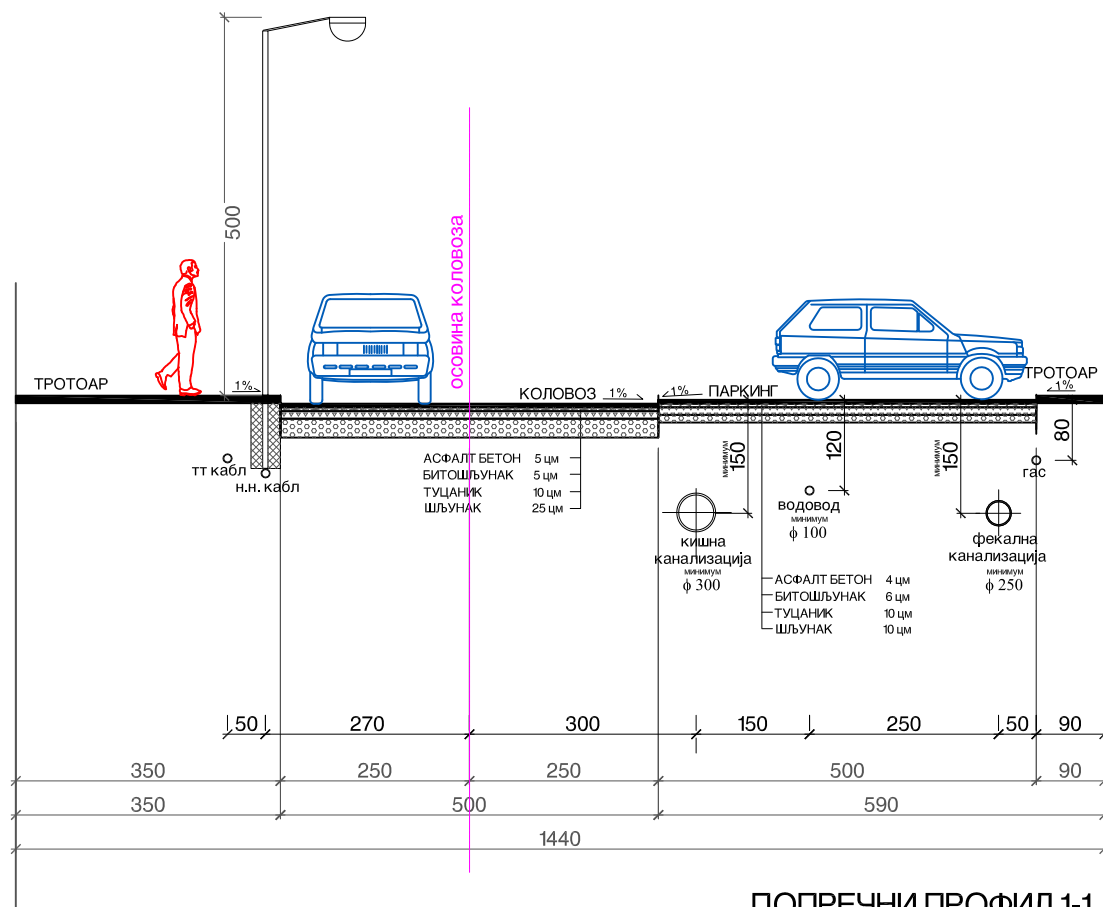 500
осовина коловоза
ТРОТОАР
1%
КОЛОВОЗ 1%
1% ПАРКИНГ
ТРОТОАР
1%
тт кабл
н.н. кабл
АСФАЛТ БЕТОН 5 цм
БИТОШЉУНАК 5 цм
ТУЦАНИК 10 цм
ШЉУНАК 25 цм
минимум
150
120
минимум
150
80
гас
кишна
канализација
минимум
ϕ 300
водовод
минимум
ϕ 100
фекална
канализација
минимум
ϕ 250
АСФАЛТ БЕТОН 4 цм
БИТОШЉУНАК 6 цм
ТУЦАНИК 10 цм
ШЉУНАК 10 цм
50 270 300 150 250 50 90
350 250 250 500 90
350 500 590
1440
ПОПРЕЧНИ ПРОФИЛ 1-1